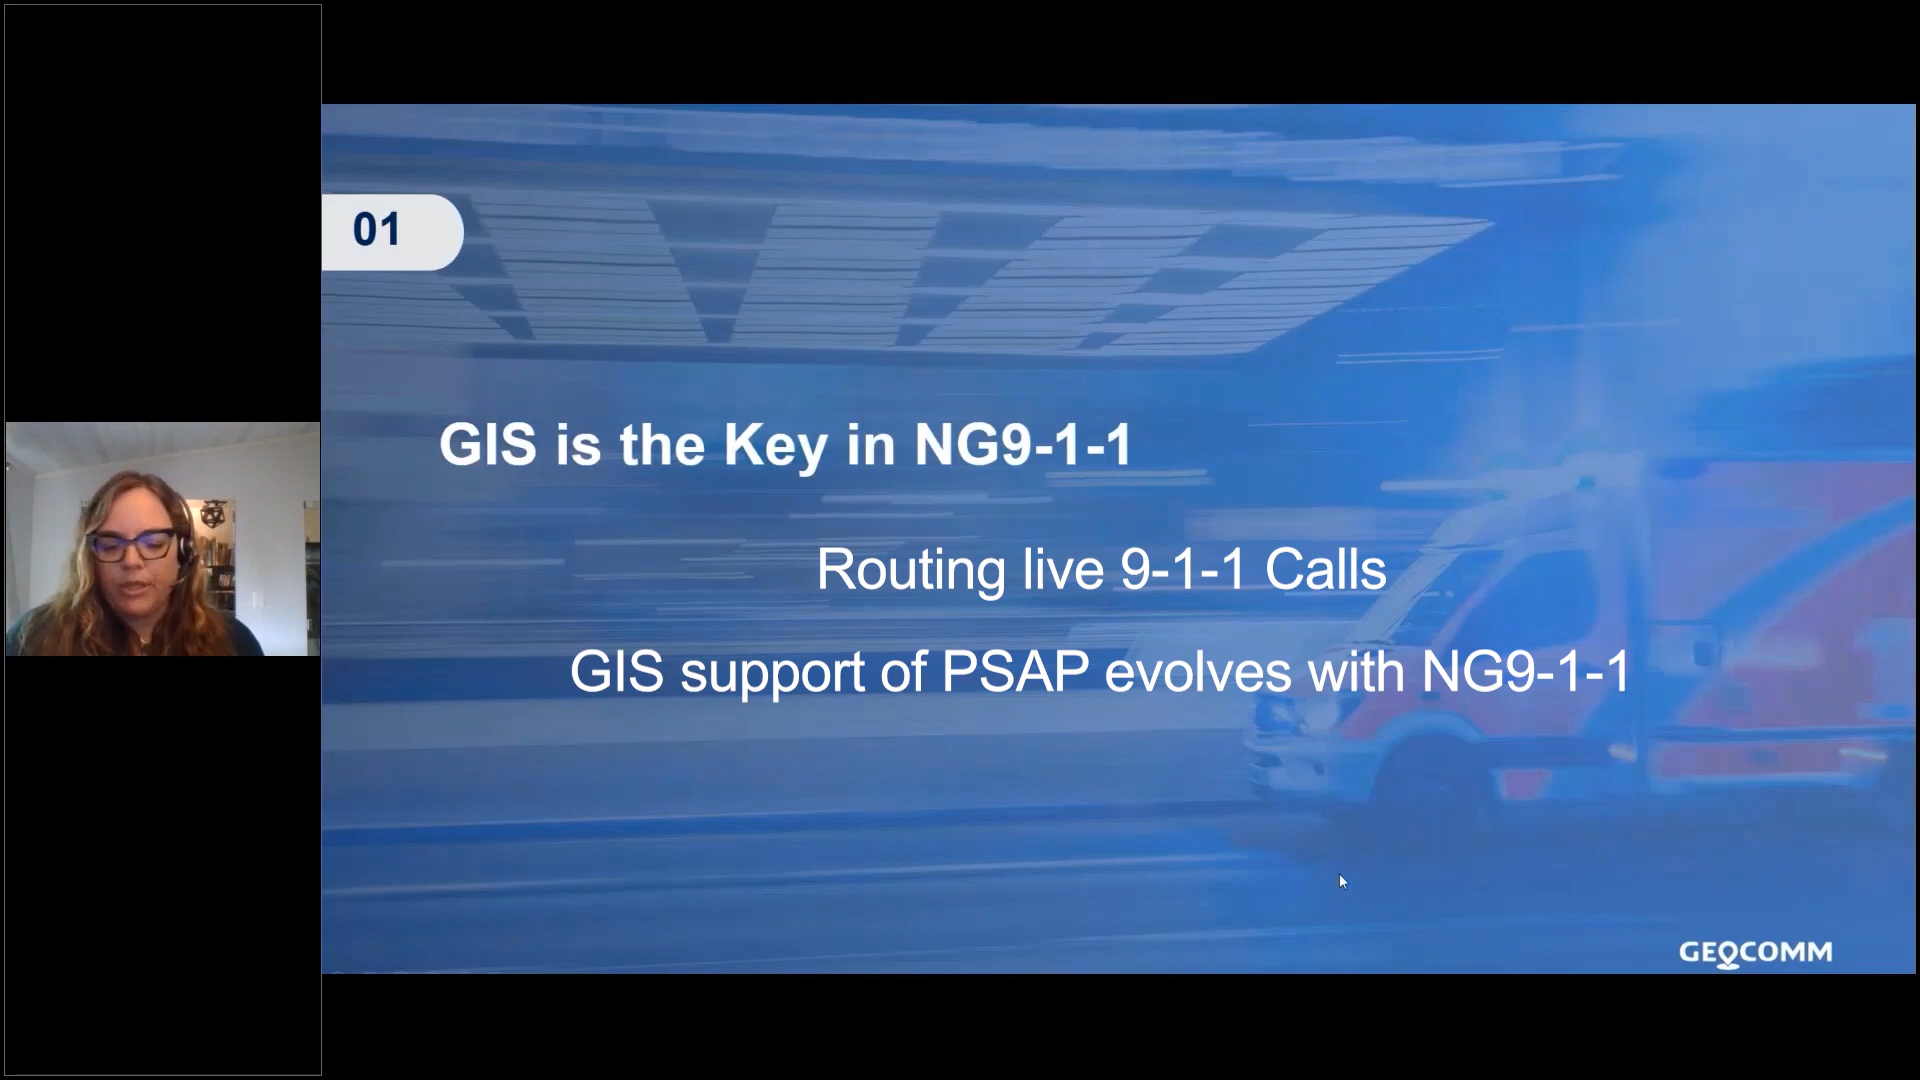 01
GIS is the Key in NG9-1-1
Routing live 9-1-1 Calls
GIS support of PSAP evolves with NG9-1-1
GEOCOMM